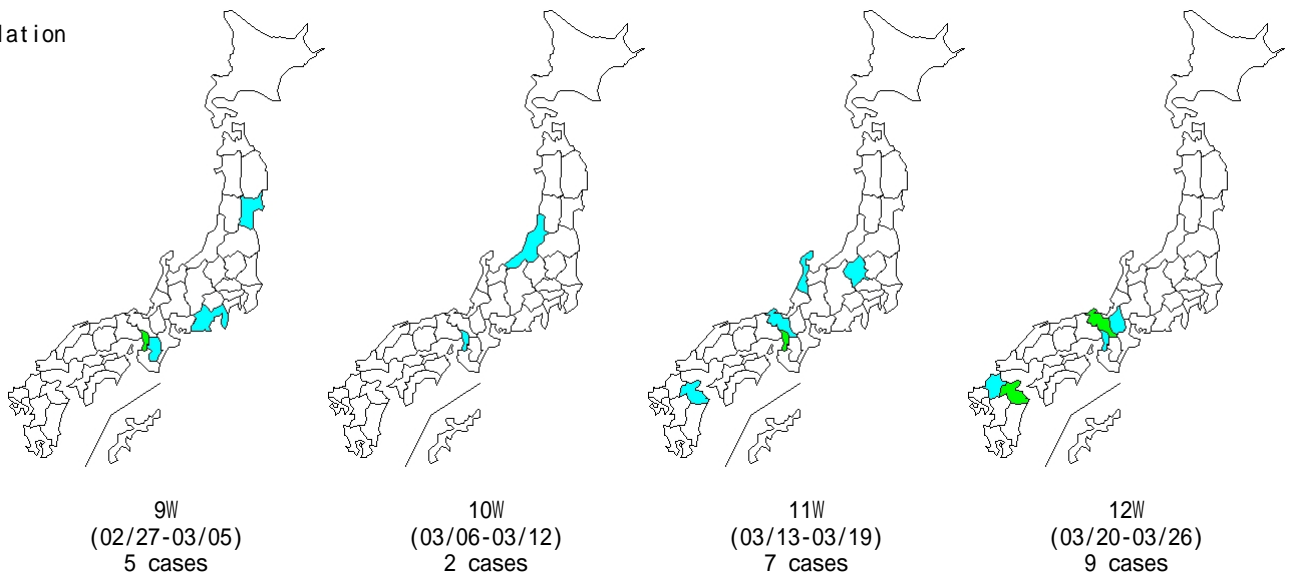 9W
(02/27-03/05)
5 cases
10W
(03/06-03/12)
2 cases
11W
(03/13-03/19)
7 cases
12W
(03/20-03/26)
9 cases